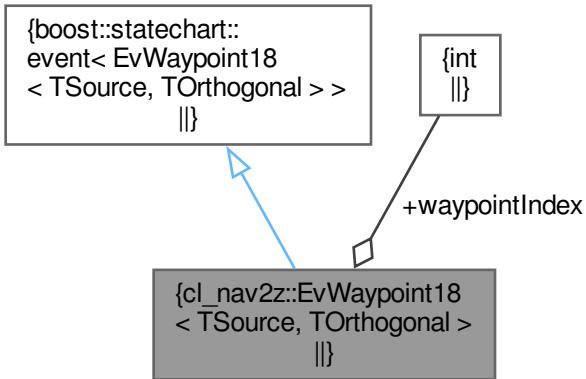 {boost::statechart::
event< EvWaypoint18
< TSource, TOrthogonal > >
||}
{int
||}
+waypointIndex
{cl_nav2z::EvWaypoint18
< TSource, TOrthogonal >
||}